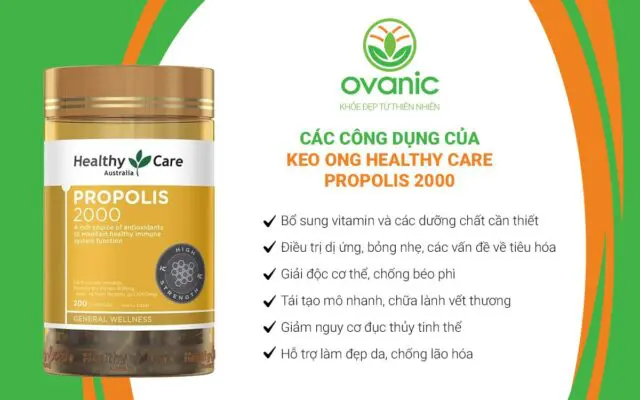 ovanic
KHỎE ĐẸP TỪ THIÊN NHIÊN
CÁC CÔNG DỤNG CỦA
KEO ONG HEALTHY CARE
PROPOLIS 2000
Healthy Care
Australia
PROPOLIS
2000
A rich source of antioxidants
to maintain healthy immune
system function
HIGH
STRENGTH
200
GENERAL WELLNESS
Healthy Care
Bổ sung vitamin và các dưỡng chất cần thiết
Điều trị dị ứng, bỏng nhẹ, các vấn đề về tiêu hóa
Giải độc cơ thể, chống béo phì
Tái tạo mô nhanh, chữa lành vết thương
Giảm nguy cơ đục thủy tinh thể
Hỗ trợ làm đẹp da, chống lão hóa